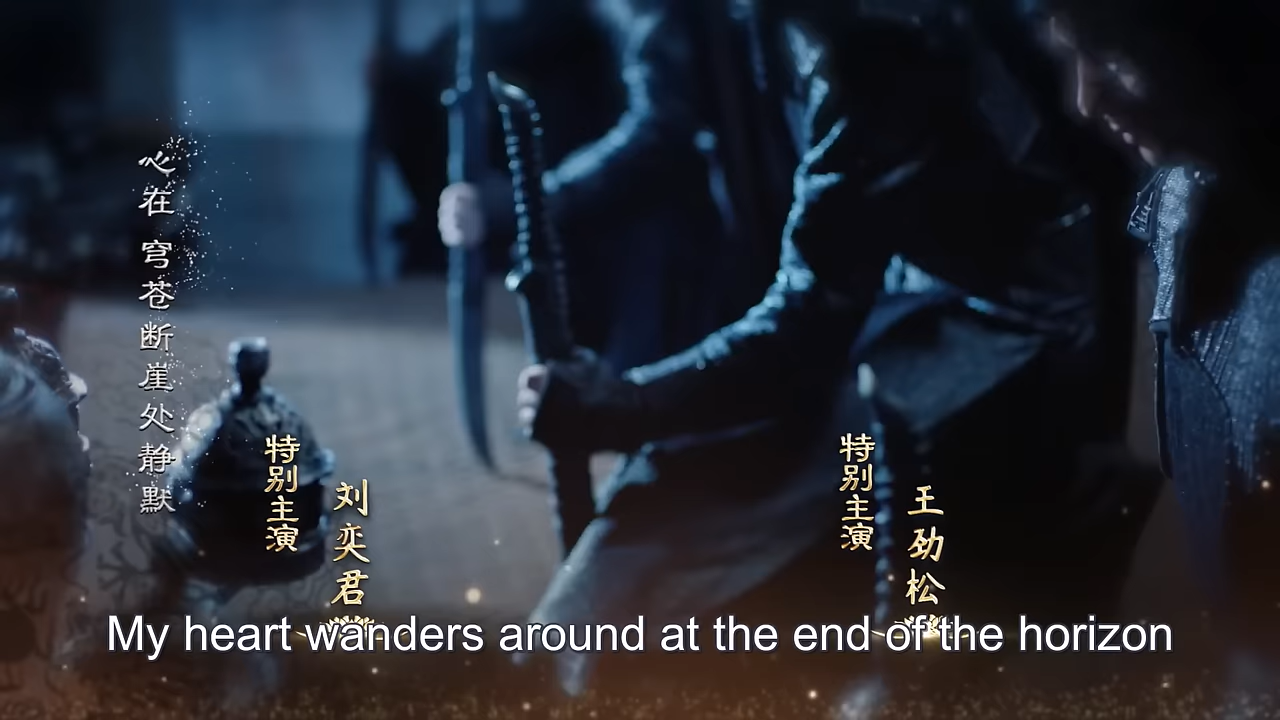 心在 穹苍断崖处静默
特别主演
刘奕君
特别主演
王劲松
My heart wanders around at the end of the horizon